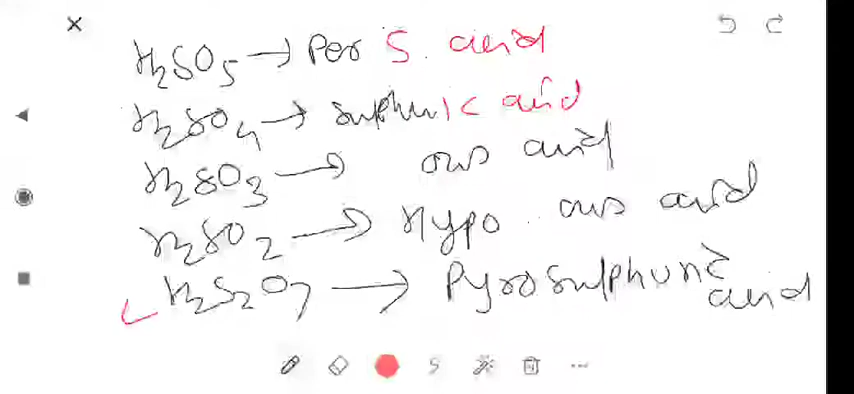 H₂SO₅ → Per S. acid
H₂SO₄ → sulphuric acid
H₂SO₃ → ous acid
H₂SO₂ → Hypo ous acid
H₂S₂O₇ → Pyrosulphuric acid